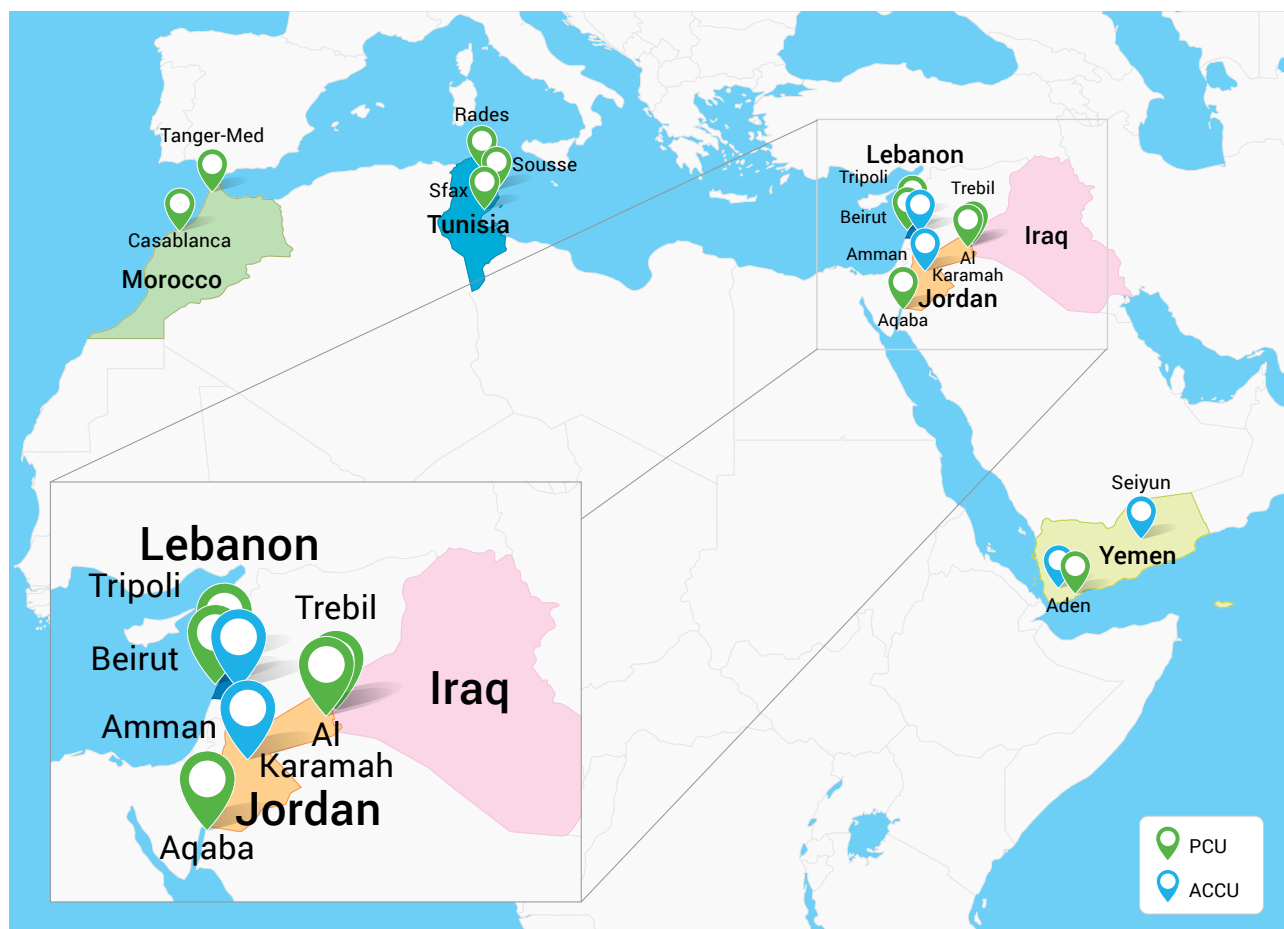 Tanger-Med
Casablanca
Morocco
Rades
Sousse
Sfax
Tunisia
Lebanon
Tripoli
Beirut
Trebil
Iraq
Amman
Al
Karamah
Jordan
Aqaba
Seiyun
Yemen
Aden
Lebanon
Tripoli
Trebil
Beirut
Iraq
Amman
Al
Karamah
Jordan
Aqaba
PCU
ACCU